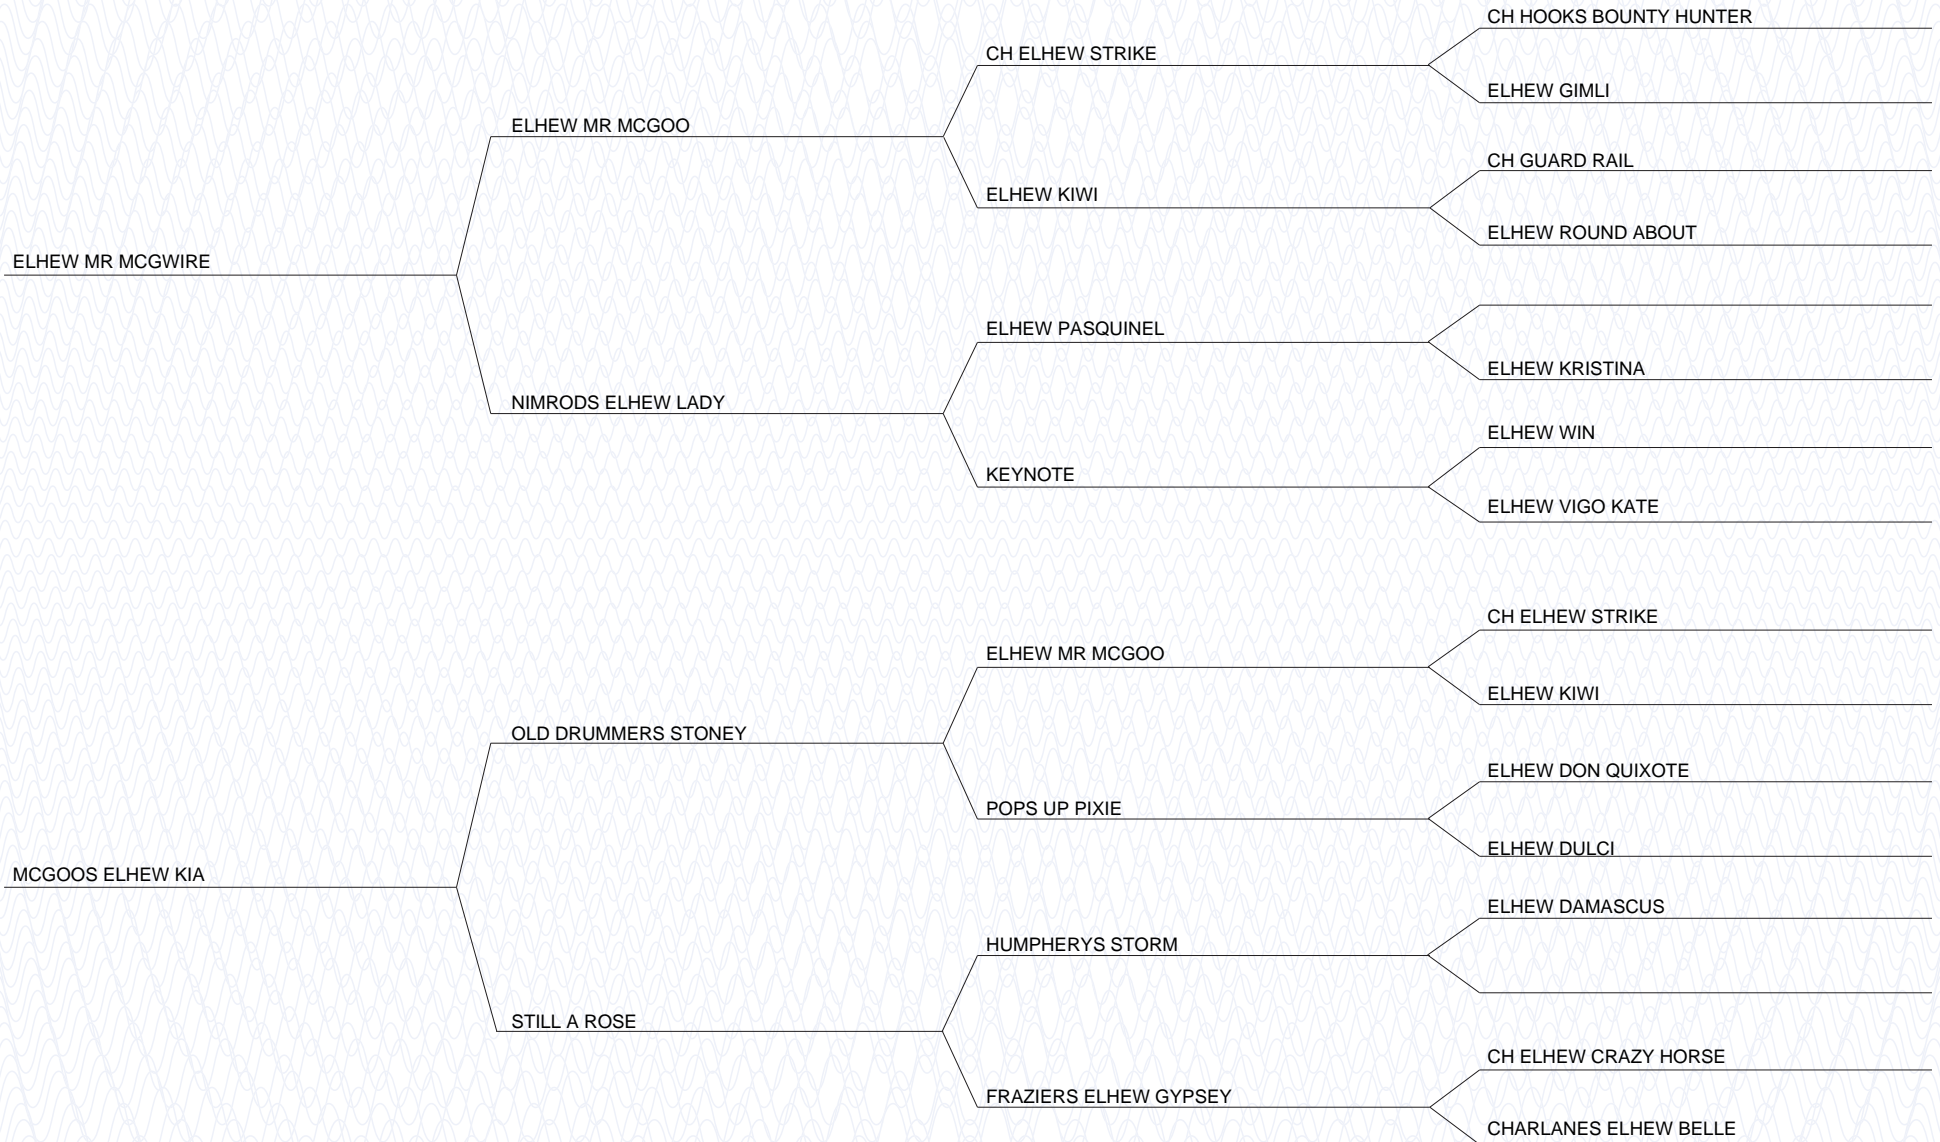 CH HOOKS BOUNTY HUNTER
CH ELHEW STRIKE
ELHEW GIMLI
ELHEW MR MCGOO
CH GUARD RAIL
ELHEW KIWI
ELHEW ROUND ABOUT
ELHEW MR MCGWIRE
ELHEW PASQUINEL
ELHEW KRISTINA
NIMRODS ELHEW LADY
ELHEW WIN
KEYNOTE
ELHEW VIGO KATE
CH ELHEW STRIKE
ELHEW MR MCGOO
ELHEW KIWI
OLD DRUMMERS STONEY
ELHEW DON QUIXOTE
POPS UP PIXIE
ELHEW DULCI
MCGOOS ELHEW KIA
ELHEW DAMASCUS
HUMPHERYS STORM
STILL A ROSE
CH ELHEW CRAZY HORSE
FRAZIERS ELHEW GYPSEY
CHARLANES ELHEW BELLE